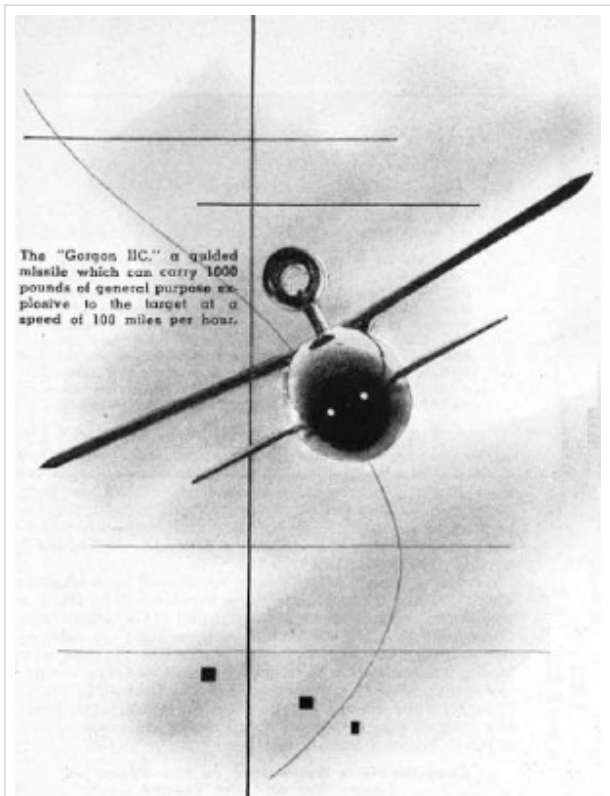 The "Gorgon IIC," a guided
missile which can carry 1000
pounds of general purpose ex-
plosive to the target at a
speed of 100 miles per hour.